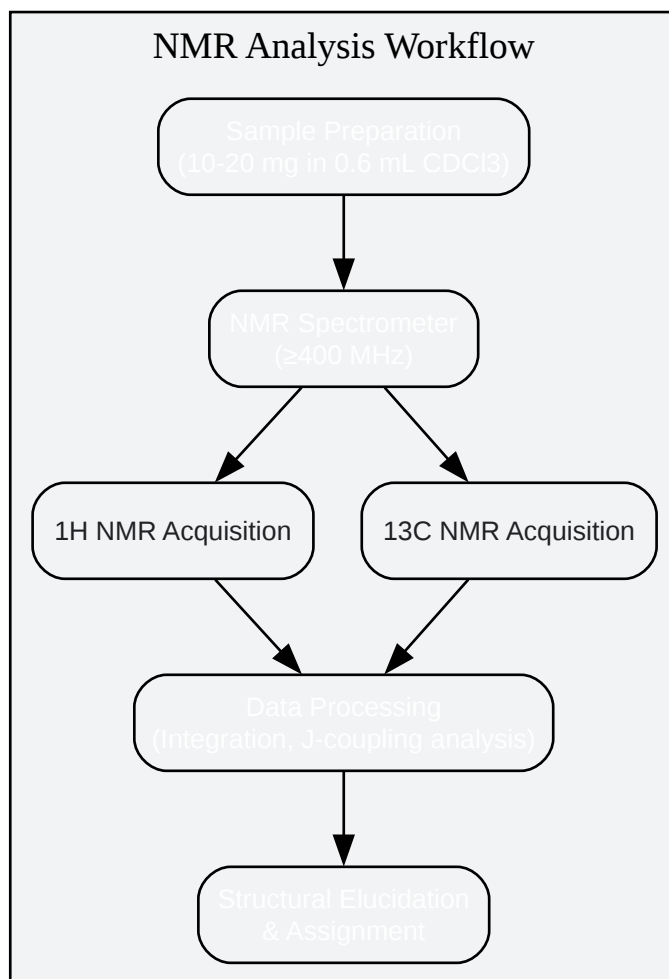 NMR Analysis Workflow
Sample Preparation
(10-20 mg in 0.6 mL CDCl3)
NMR Spectrometer
(≥400 MHz)
1H NMR Acquisition
13C NMR Acquisition
Data Processing
(Integration, J-coupling analysis)
Structural Elucidation
& Assignment